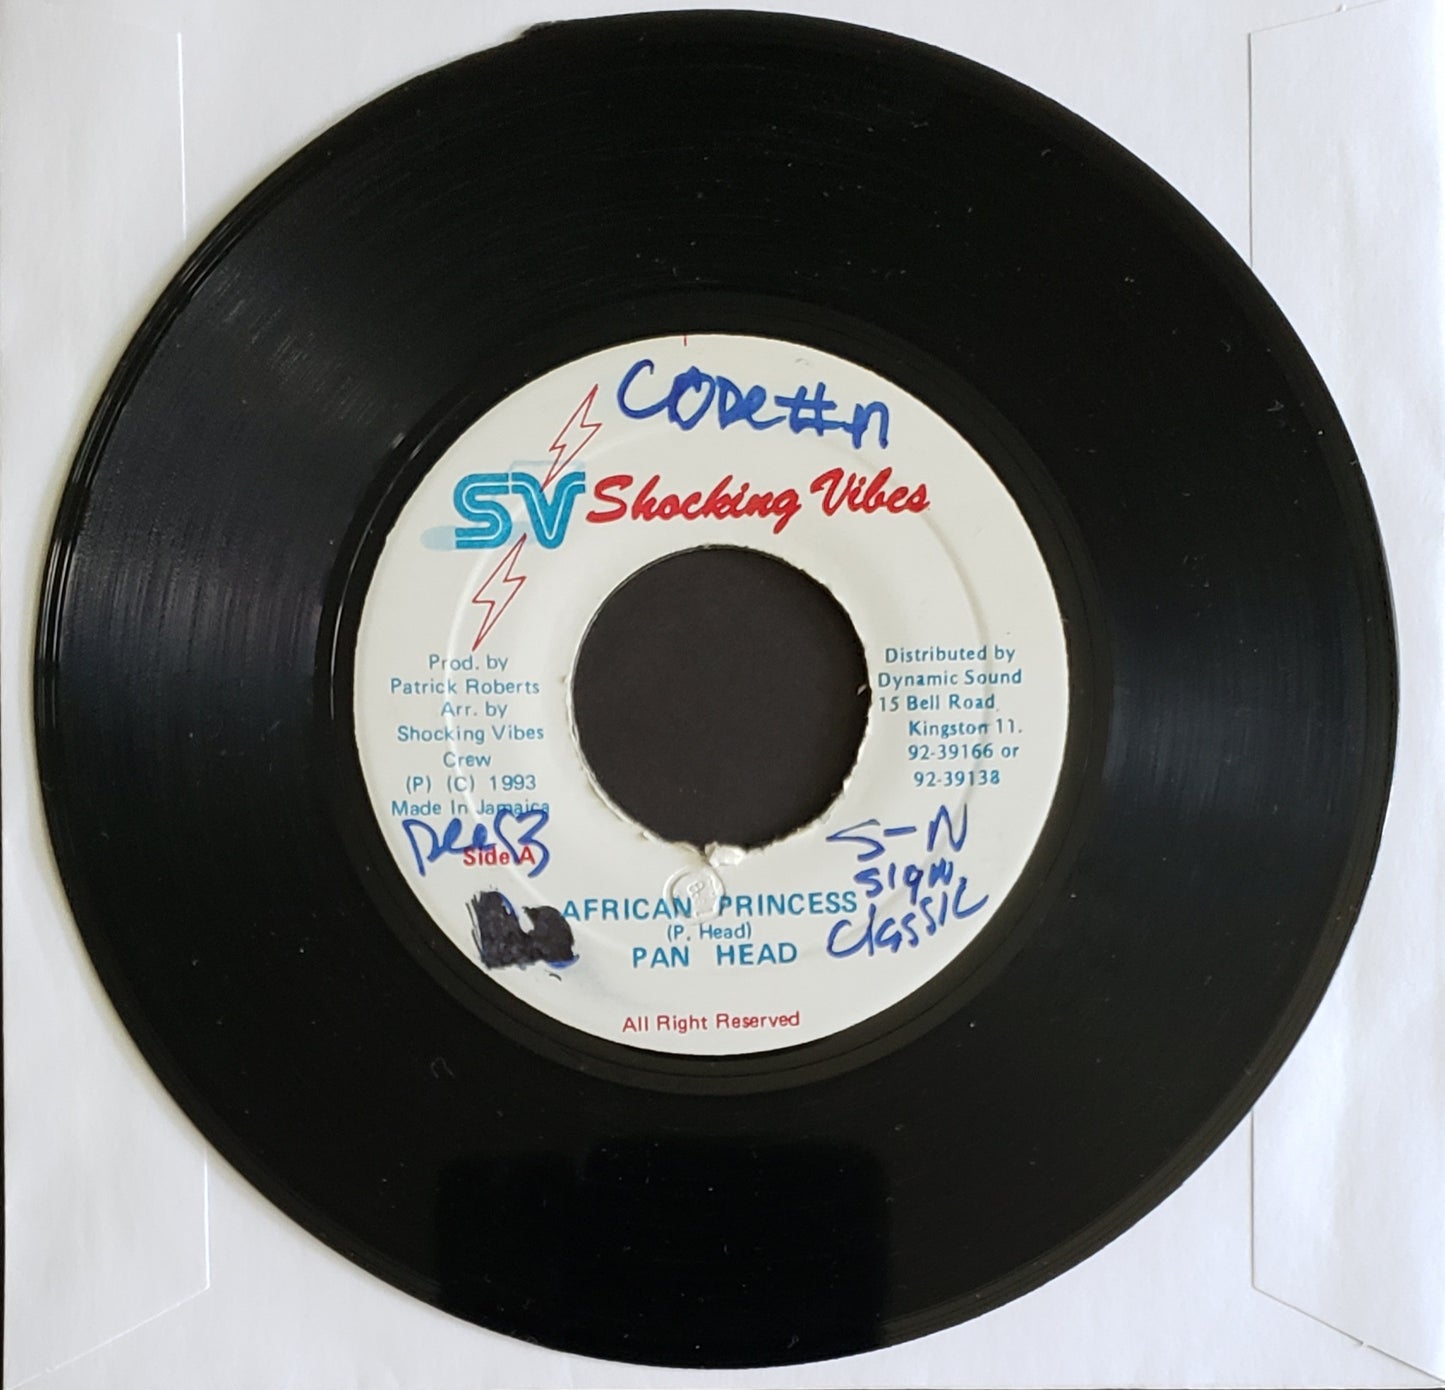 CODE#n
SV Shocking Vibes
Prod. by
Patrick Roberts
Arr. by
Shocking Vibes
Crew
(P) (C) 1993
Made In Jamaica
Side A
Distributed by
Dynamic Sound
15 Bell Road
Kingston 11.
92-39166 or
92-39138
S-N
sign
classic
AFRICAN PRINCESS
(P. Head)
PAN HEAD
All Right Reserved